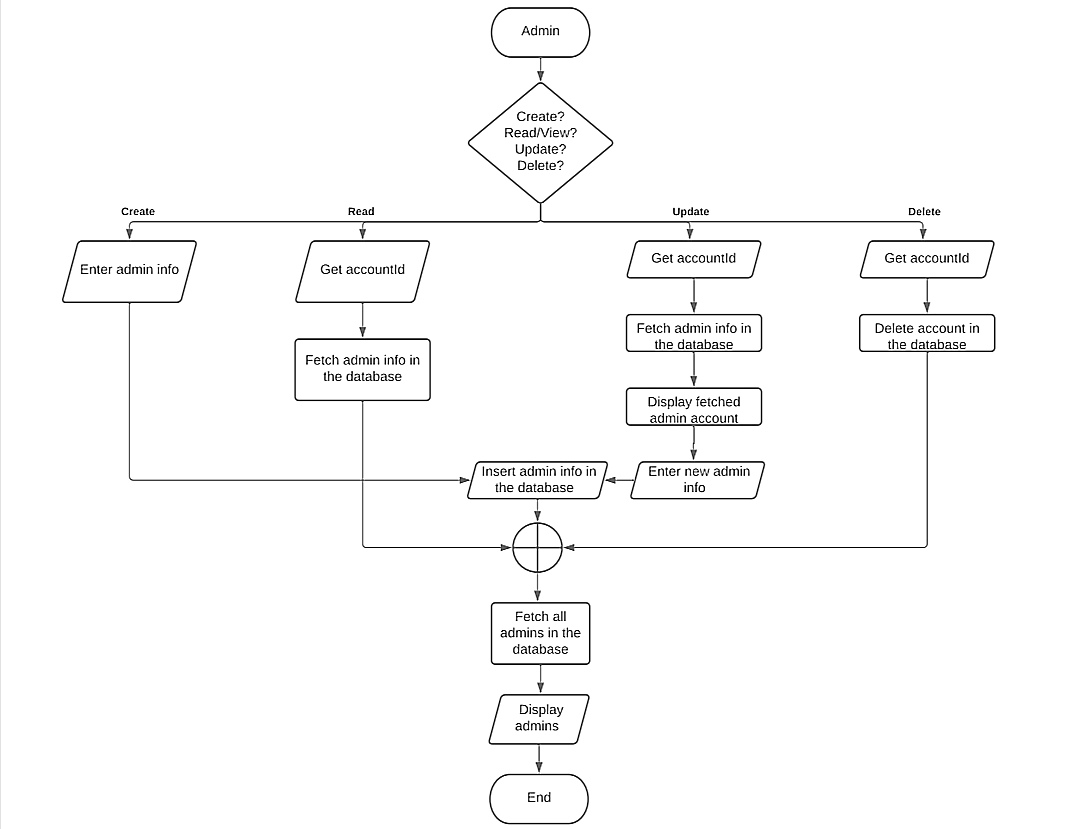 Admin
Create?
Read/View?
Update?
Delete?
Create
Read
Update
Delete
Enter admin info
Get accountId
Get accountId
Get accountId
Fetch admin info in
the database
Fetch admin info in
the database
Delete account in
the database
Display fetched
admin account
Insert admin info in
the database
Enter new admin
info
Fetch all
admins in the
database
Display
admins
End